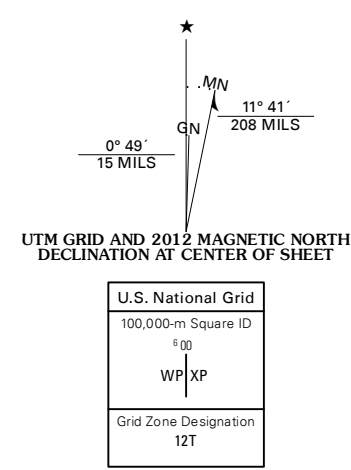 ★
MN
GN
11° 41´
208 MILS
0° 49´
15 MILS
UTM GRID AND 2012 MAGNETIC NORTH
DECLINATION AT CENTER OF SHEET
U.S. National Grid
100,000-m Square ID
6 00
WP XP
Grid Zone Designation
12T